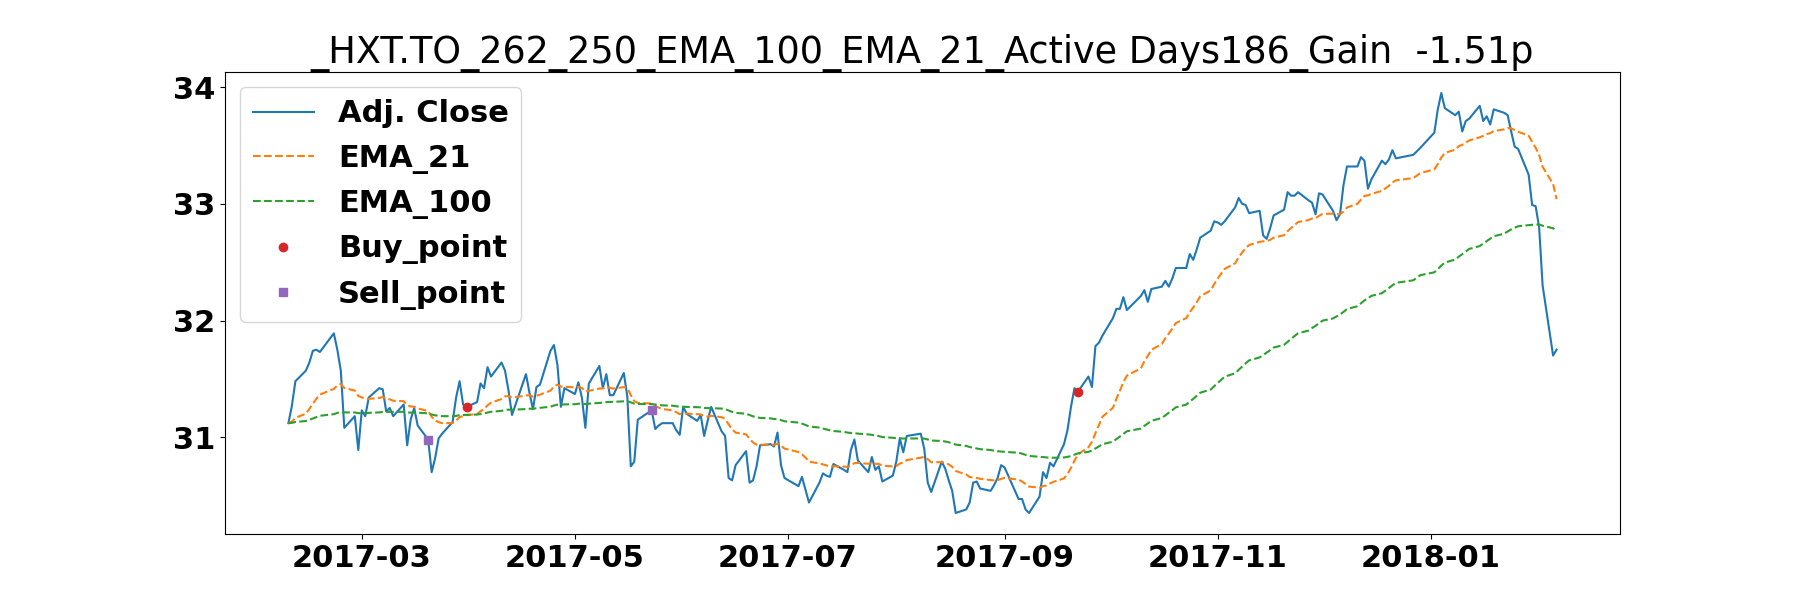 _HXT.TO_262_250_EMA_100_EMA_21_Active Days186_Gain  -1.51p
34
33
32
31
Adj. Close
EMA_21
EMA_100
Buy_point
Sell_point
2017-03 2017-05 2017-07 2017-09 2017-11 2018-01